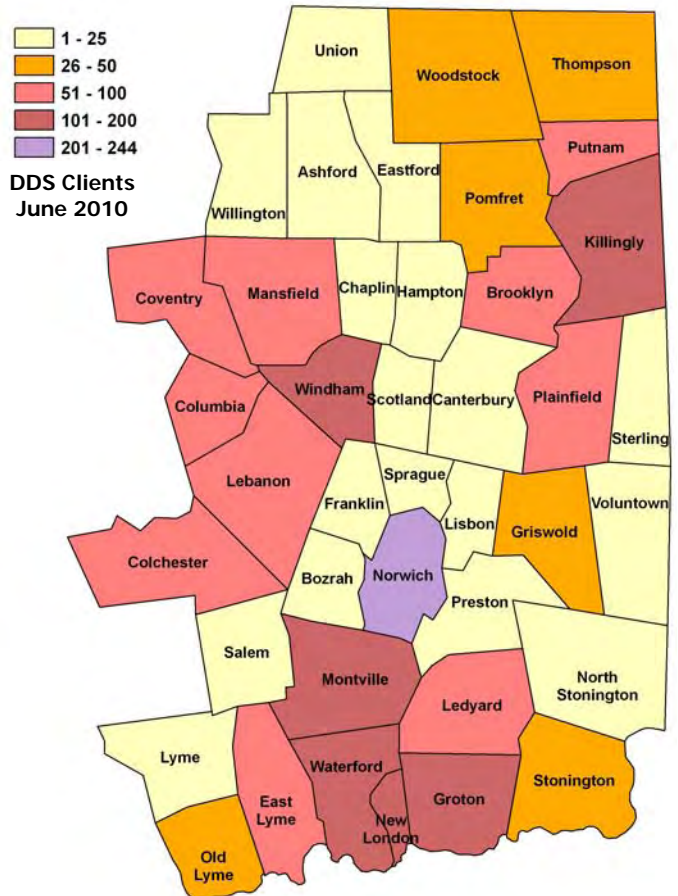 1 - 25
26 - 50
51 - 100
101 - 200
201 - 244
DDS Clients
June 2010
Union
Woodstock
Thompson
Putnam
Willington
Ashford
Eastford
Pomfret
Killingly
Coventry
Mansfield
Chaplin
Hampton
Brooklyn
Windham
Columbia
Scotland
Canterbury
Plainfield
Sterling
Lebanon
Franklin
Sprague
Lisbon
Griswold
Voluntown
Colchester
Bozrah
Norwich
Preston
Salem
Montville
Ledyard
North
Stonington
Lyme
Waterford
East
Lyme
New
London
Groton
Stonington
Old
Lyme